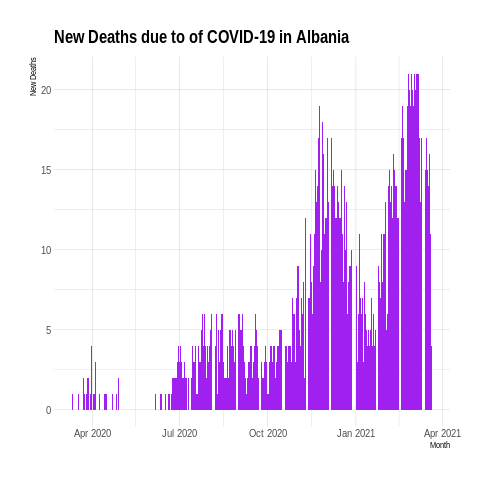 New Deaths due to of COVID-19 in Albania
New Deaths
20
15
10
5
0
Apr 2020
Jul 2020
Oct 2020
Jan 2021
Apr 2021
Month